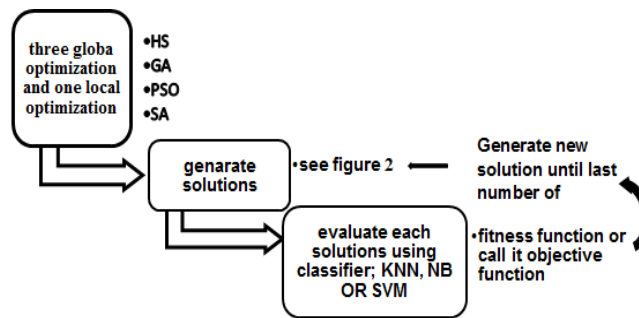 three globa
optimization
and one local
optimization
•HS
•GA
•PSO
•SA
genarate
solutions
•see figure 2
Generate new
solution until last
number of
evaluate each
solutions using
classifier; KNN, NB
OR SVM
•fitness function or
call it objective
function